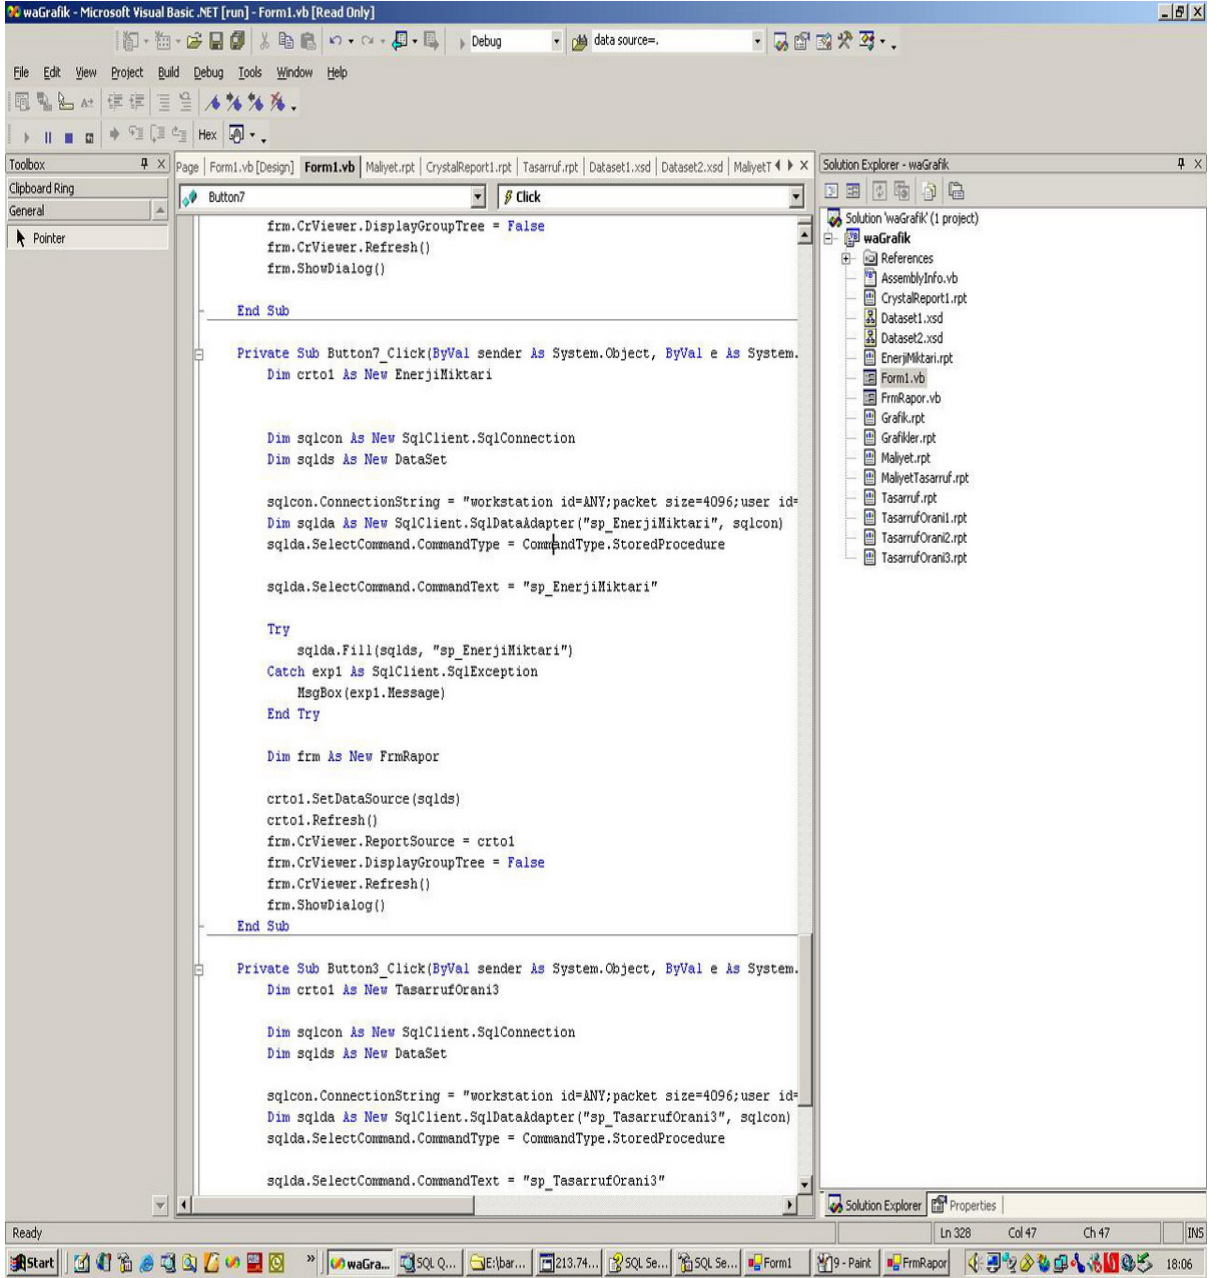 waGrafik - Microsoft Visual Basic .NET [run] - Form1.vb [Read Only]
Debug data source=.
File Edit View Project Build Debug Tools Window Help
Hex
Toolbox
Clipboard Ring
General
Pointer
Page Form1.vb [Design] Form1.vb Maliyet.rpt CrystalReport1.rpt Tasarruf.rpt Dataset1.xsd Dataset2.xsd MaliyetT
Button7 Click
frm.CrViewer.DisplayGroupTree = False
frm.CrViewer.Refresh()
frm.ShowDialog()
End Sub
Private Sub Button7_Click(ByVal sender As System.Object, ByVal e As System.
Dim crto1 As New EnerjiMiktari
Dim sqlcon As New SqlClient.SqlConnection
Dim sqlds As New DataSet
sqlcon.ConnectionString = "workstation id=ANY;packet size=4096;user id=
Dim sqlda As New SqlClient.SqlDataAdapter("sp_EnerjiMiktari", sqlcon)
sqlda.SelectCommand.CommandType = CommandType.StoredProcedure
sqlda.SelectCommand.CommandText = "sp_EnerjiMiktari"
Try
sqlda.Fill(sqlds, "sp_EnerjiMiktari")
Catch exp1 As SqlClient.SqlException
MsgBox(exp1.Message)
End Try
Dim frm As New FrmRapor
crto1.SetDataSource(sqlds)
crto1.Refresh()
frm.CrViewer.ReportSource = crto1
frm.CrViewer.DisplayGroupTree = False
frm.CrViewer.Refresh()
frm.ShowDialog()
End Sub
Private Sub Button3_Click(ByVal sender As System.Object, ByVal e As System.
Dim crto1 As New TasarrufOrani3
Dim sqlcon As New SqlClient.SqlConnection
Dim sqlds As New DataSet
sqlcon.ConnectionString = "workstation id=ANY;packet size=4096;user id=
Dim sqlda As New SqlClient.SqlDataAdapter("sp_TasarrufOrani3", sqlcon)
sqlda.SelectCommand.CommandType = CommandType.StoredProcedure
sqlda.SelectCommand.CommandText = "sp_TasarrufOrani3"
Solution Explorer - waGrafik
Solution 'waGrafik' (1 project)
waGrafik
References
AssemblyInfo.vb
CrystalReport1.rpt
Dataset1.xsd
Dataset2.xsd
EnerjiMiktari.rpt
Form1.vb
FrmRapor.vb
Grafik.rpt
Grafikler.rpt
Maliyet.rpt
MaliyetTasarruf.rpt
Tasarruf.rpt
TasarrufOrani1.rpt
TasarrufOrani2.rpt
TasarrufOrani3.rpt
Solution Explorer Properties
Ready Ln 328 Col 47 Ch 47 INS
Start waGra... SQL Q... E:\bar... 213.74... SQL Se... SQL Se... Form1 9 - Paint FrmRapor 18:06